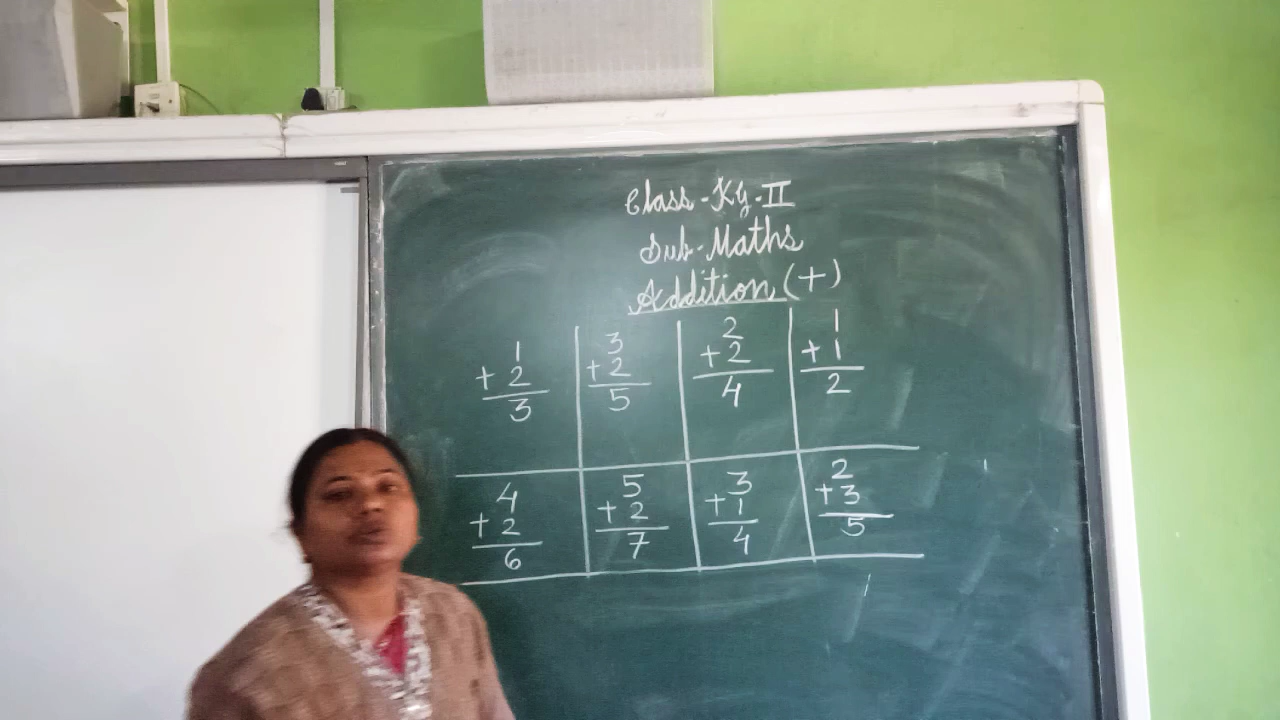 Class-KG-II
Sub-Maths
Addition (+)
1 3 2 1
+2 +2 +2 +1
3 5 4 2
4 5 3 2
+2 +2 +1 +3
6 7 4 5